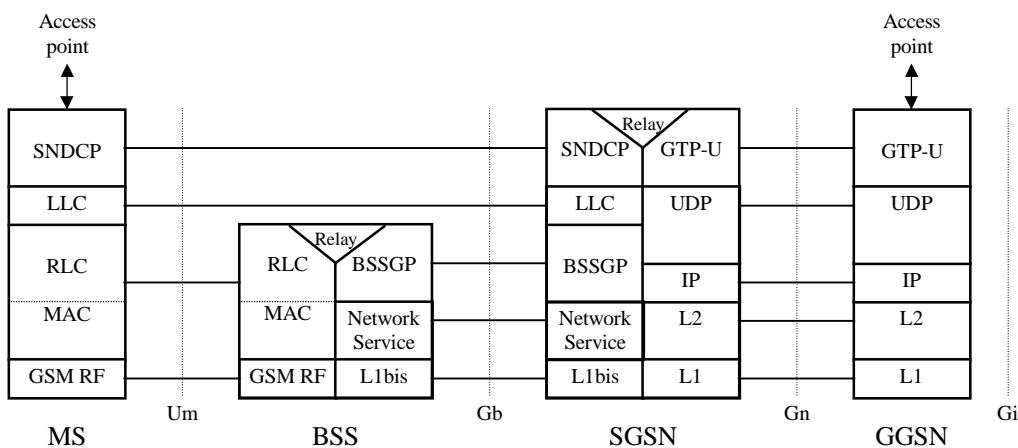 Access
point
Access
point
Relay
SNDCP
SNDCP
GTP-U
GTP-U
LLC
LLC
UDP
UDP
Relay
RLC
RLC
BSSGP
BSSGP
IP
IP
MAC
MAC
Network
Service
Network
Service
L2
L2
GSM RF
GSM RF
L1bis
L1bis
L1
L1
Um
Gb
Gn
Gi
MS
BSS
SGSN
GGSN